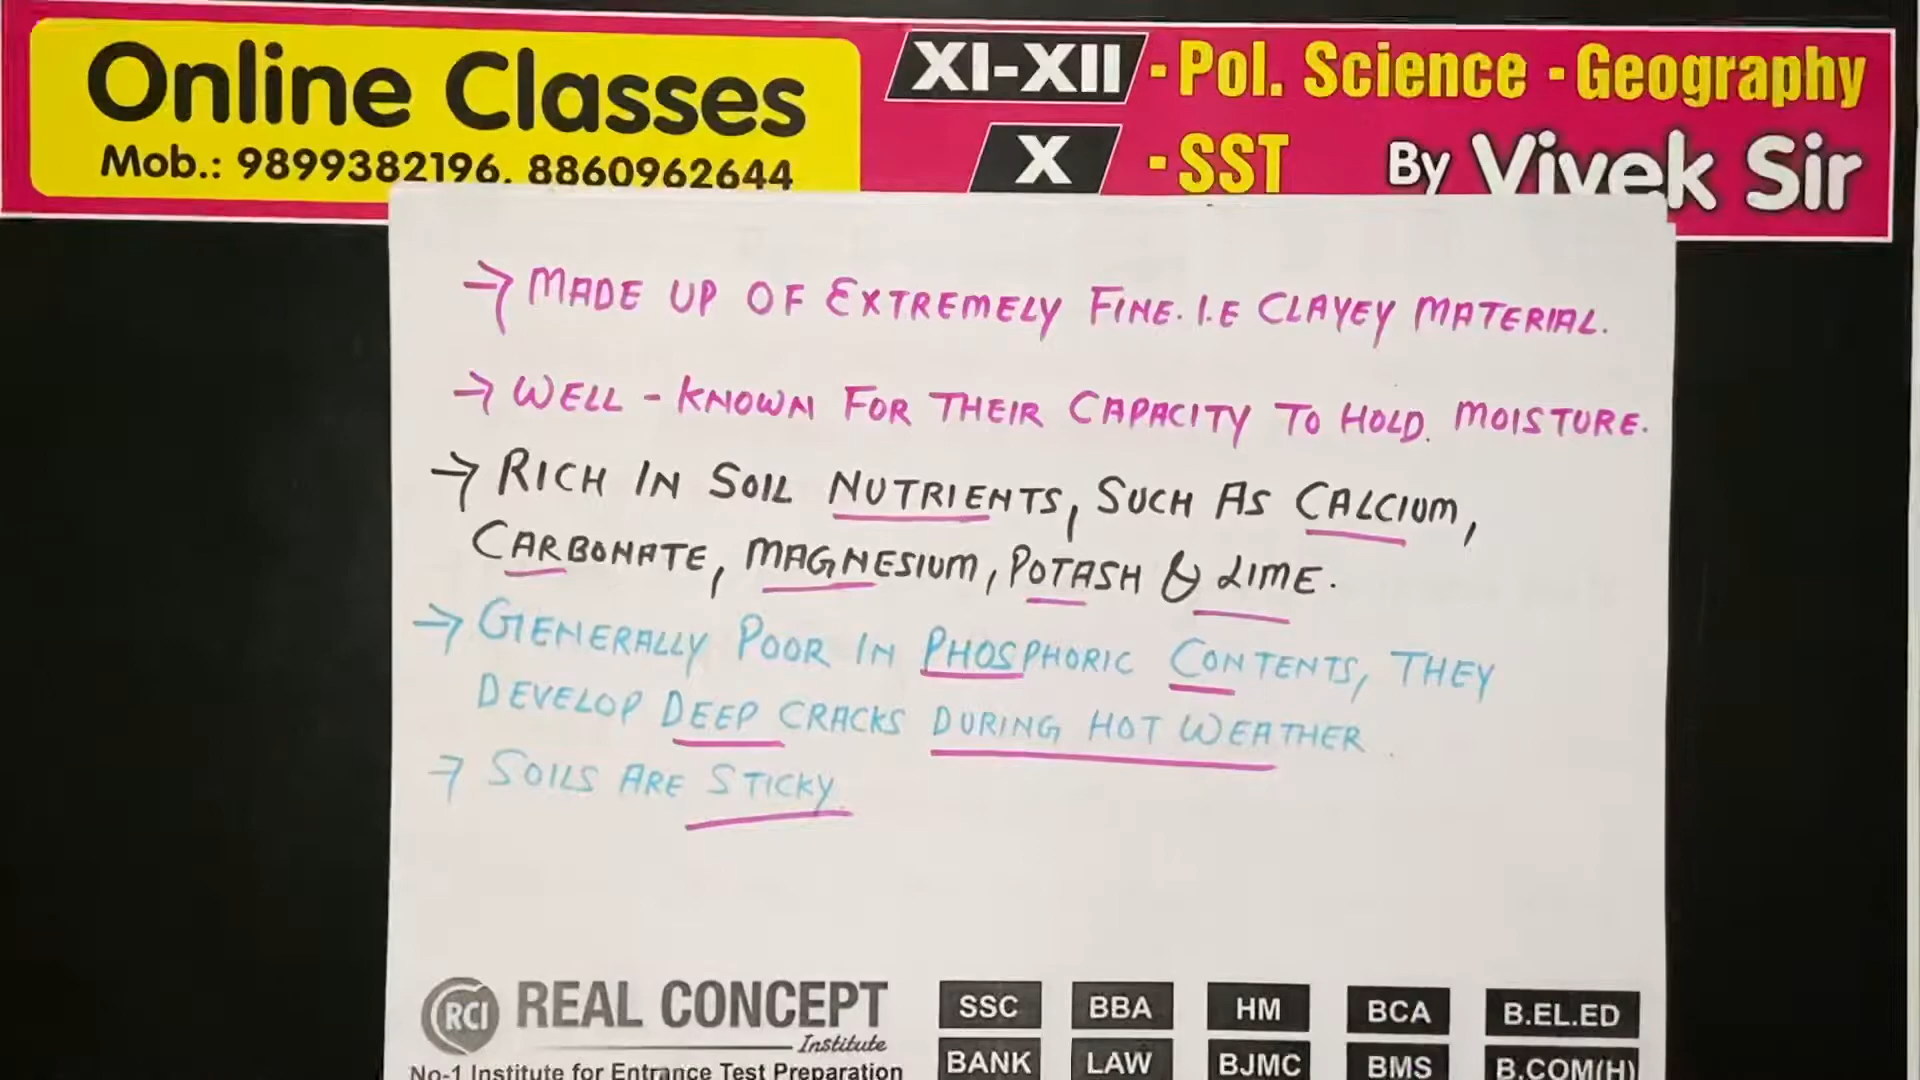 Online Classes
Mob.: 9899382196, 8860962644
XI-XII - Pol. Science - Geography
X - SST By Vivek Sir
→ MADE UP OF EXTREMELY FINE. I.E CLAYEY MATERIAL.
→ WELL - KNOWN FOR THEIR CAPACITY TO HOLD. MOISTURE.
→ RICH IN SOIL NUTRIENTS, SUCH AS CALCIUM,
CARBONATE, MAGNESIUM, POTASH & LIME.
→ GENERALLY POOR IN PHOSPHORIC CONTENTS, THEY
DEVELOP DEEP CRACKS DURING HOT WEATHER.
→ SOILS ARE STICKY.
RCI REAL CONCEPT
Institute
No-1 Institute for Entrance Test Preparation
SSC BBA HM BCA B.EL.ED
BANK LAW BJMC BMS B.COM(H)